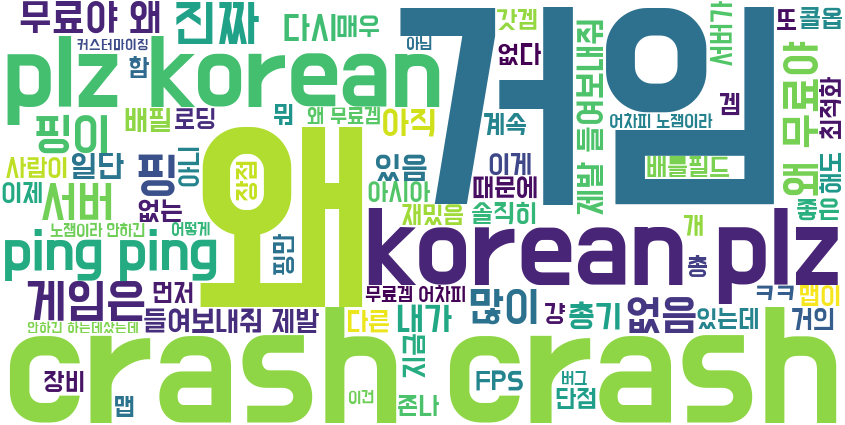 무료야 왜
진짜
다시
매우
커스터마이징
아님
갓겜
없다
서버가
또
콜옵
plz korean
함
게임
겜
최적화
무료야
왜
배필
로딩
뭐
왜 무료겜
아직
계속
어차피 노잼이라
제발 들여보내줘
핑이
핑
아니
사람이
일단
있음
이게
배틀필드
해도
이제
서버
없는
왜
장점
아시아
때문에
좋은
재밌음
솔직히
노잼이라 안하긴
어떻게
핑만
개
korean plz
ping ping
총
게임은
먼저
무료겜 어차피
많이
걍
총기
없음
ㅋㅋ
맵이
안하긴 하는데샀는데
들여보내줘 제발
다른
내가
있는데
거의
crash crash
지금
장비
맵
이건
존나
FPS
버그
단점